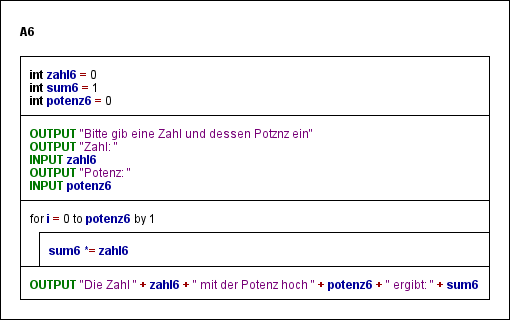 A6
int zahl6 = 0
int sum6 = 1
int potenz6 = 0
OUTPUT "Bitte gib eine Zahl und dessen Potznz ein"
OUTPUT "Zahl: "
INPUT zahl6
OUTPUT "Potenz: "
INPUT potenz6
for i = 0 to potenz6 by 1
sum6 *= zahl6
OUTPUT "Die Zahl " + zahl6 + " mit der Potenz hoch " + potenz6 + " ergibt: " + sum6